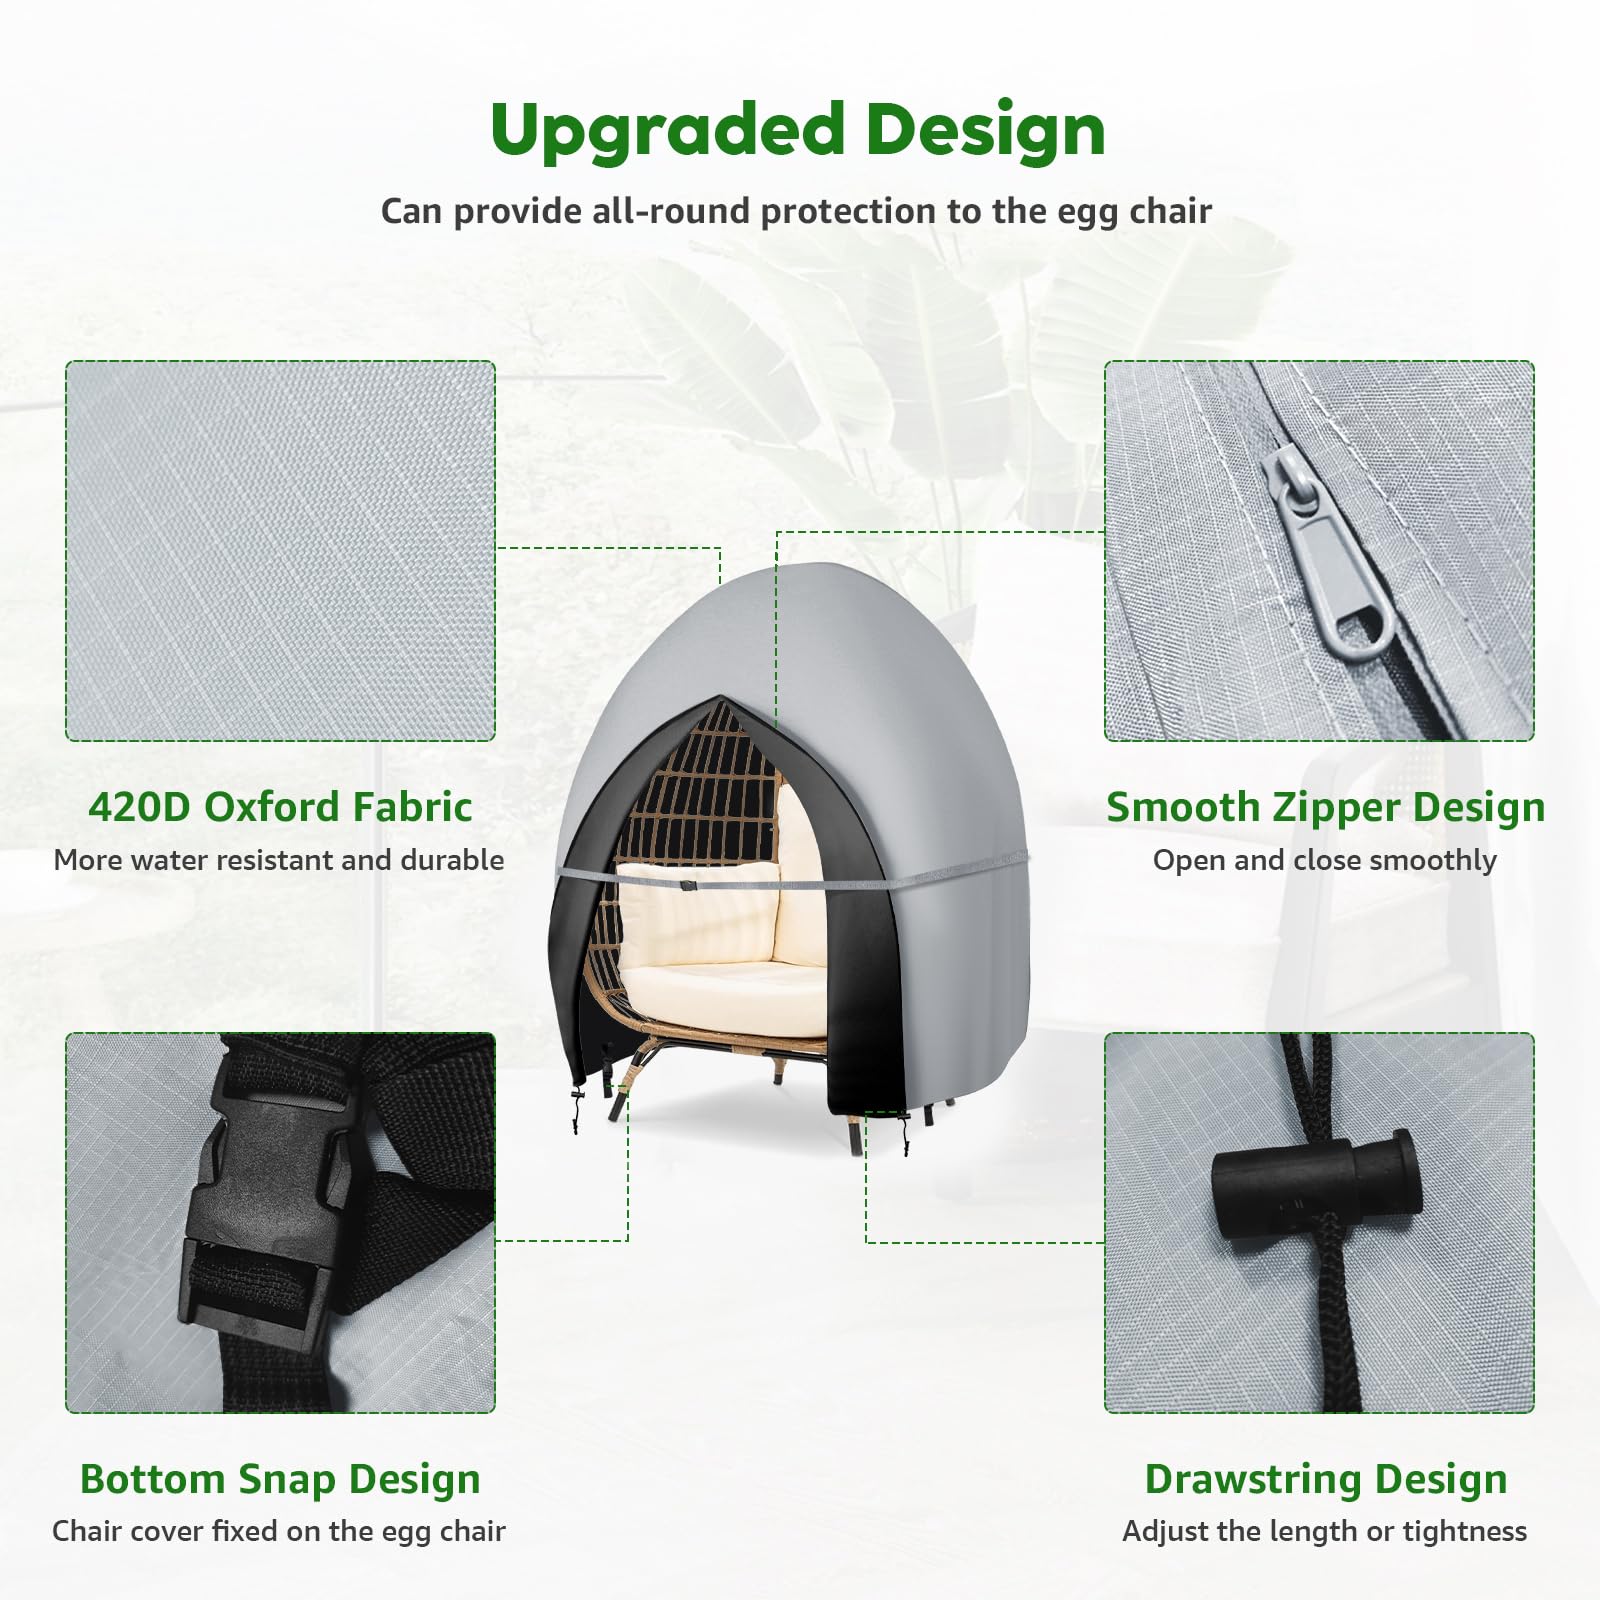 Upgraded Design
Can provide all-round protection to the egg chair
420D Oxford Fabric
More water resistant and durable
Smooth Zipper Design
Open and close smoothly
Bottom Snap Design
Chair cover fixed on the egg chair
Drawstring Design
Adjust the length or tightness